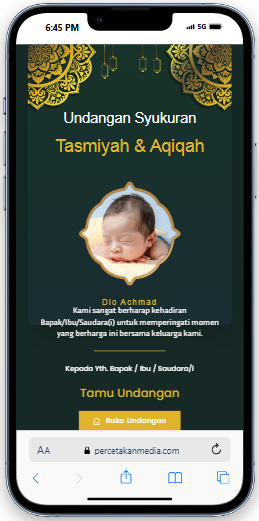 6:45 PM
5G
Undangan Syukuran
Tasmiyah & Aqiqah
Dio Achmad
Kami sangat berharap kehadiran
Bapak/Ibu/Saudara(i) untuk memperingati momen
yang berharga ini bersama keluarga kami.
Kepada Yth. Bapak / Ibu / Saudara/i
Tamu Undangan
Buka Undangan
AA
percetakanmedia.com